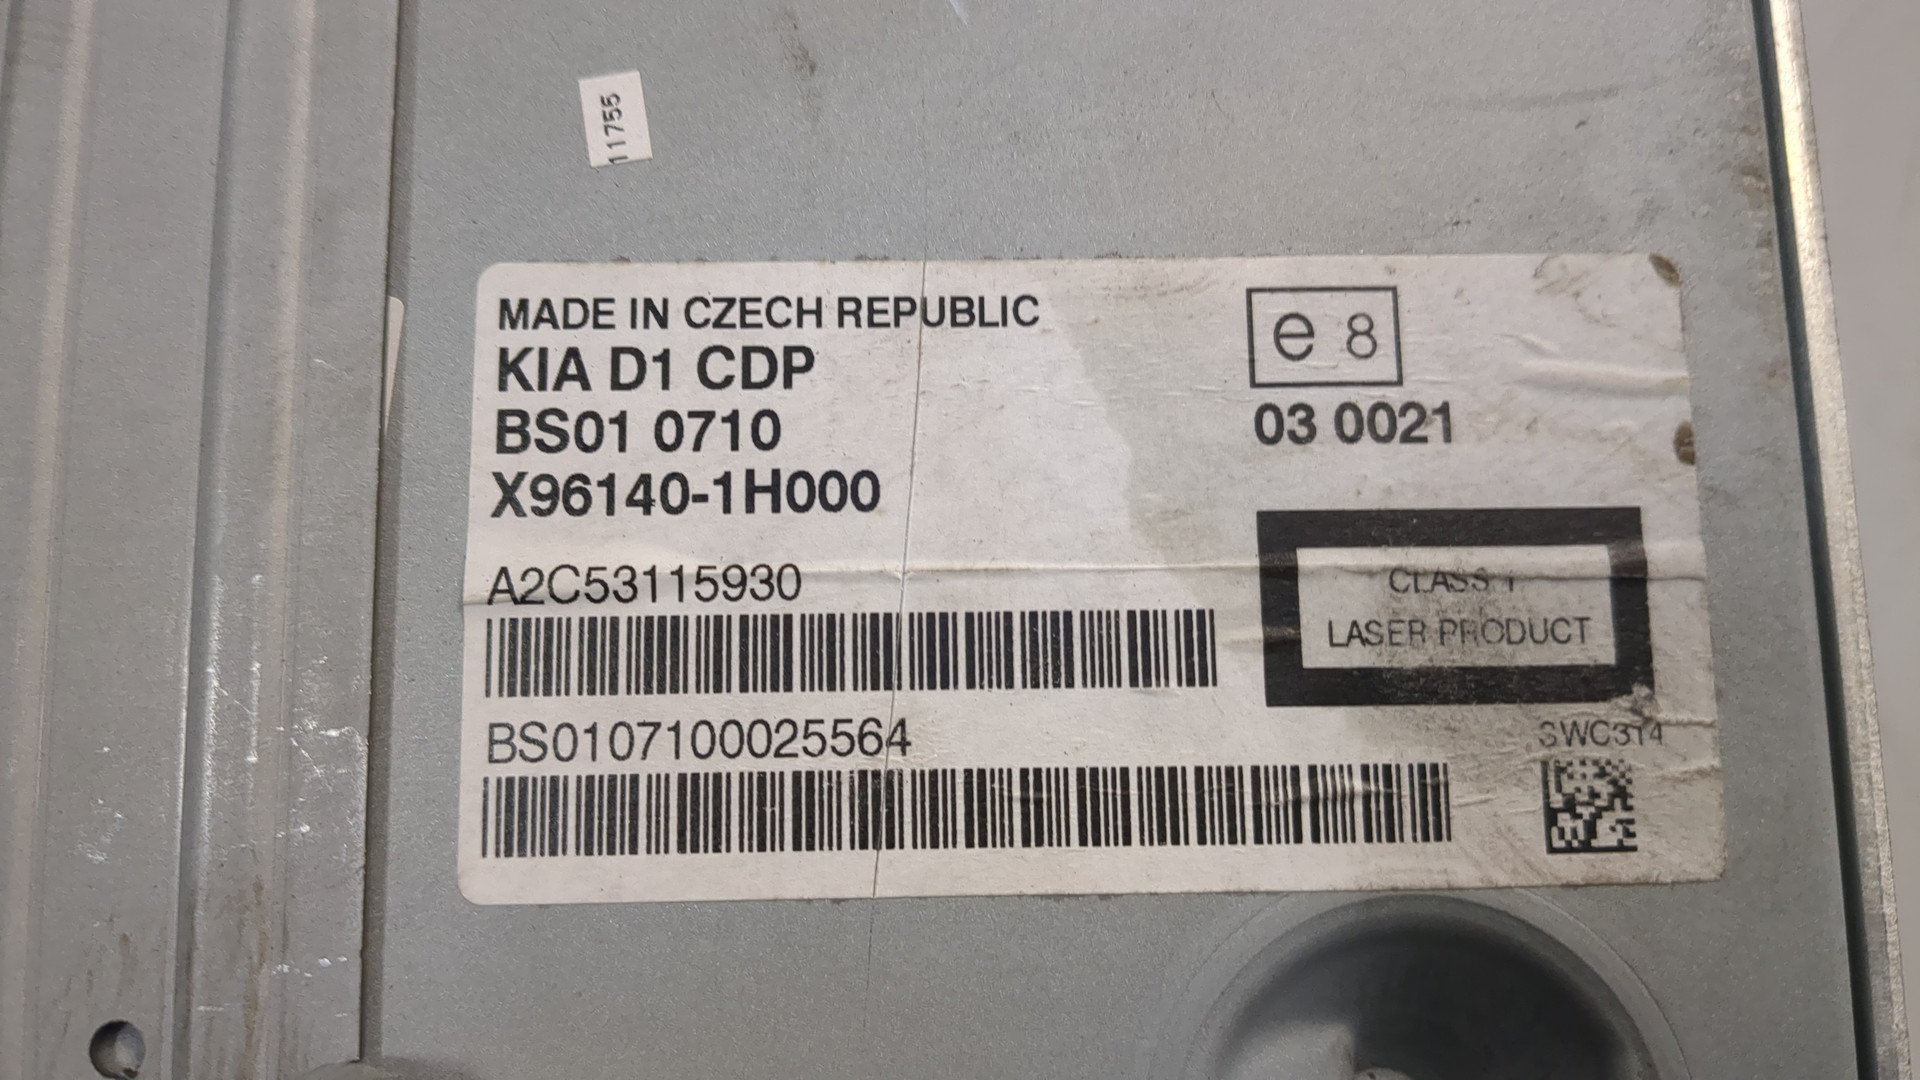 11755
MADE IN CZECH REPUBLIC
KIA D1 CDP
BS01 0710
X96140-1H000
e 8
03 0021
A2C53115930
CLASS 1
LASER PRODUCT
BS0107100025564
SWC314